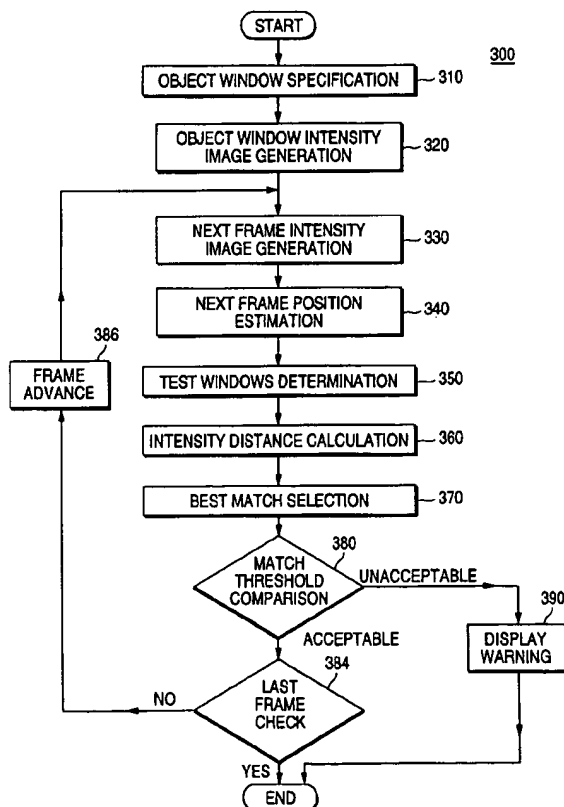 START
300
OBJECT WINDOW SPECIFICATION
310
OBJECT WINDOW INTENSITY
IMAGE GENERATION
320
NEXT FRAME INTENSITY
IMAGE GENERATION
330
NEXT FRAME POSITION
ESTIMATION
340
386
FRAME
ADVANCE
TEST WINDOWS DETERMINATION
350
INTENSITY DISTANCE CALCULATION
360
BEST MATCH SELECTION
370
380
MATCH
THRESHOLD
COMPARISON
UNACCEPTABLE
390
DISPLAY
WARNING
ACCEPTABLE
384
LAST
FRAME
CHECK
NO
YES
END